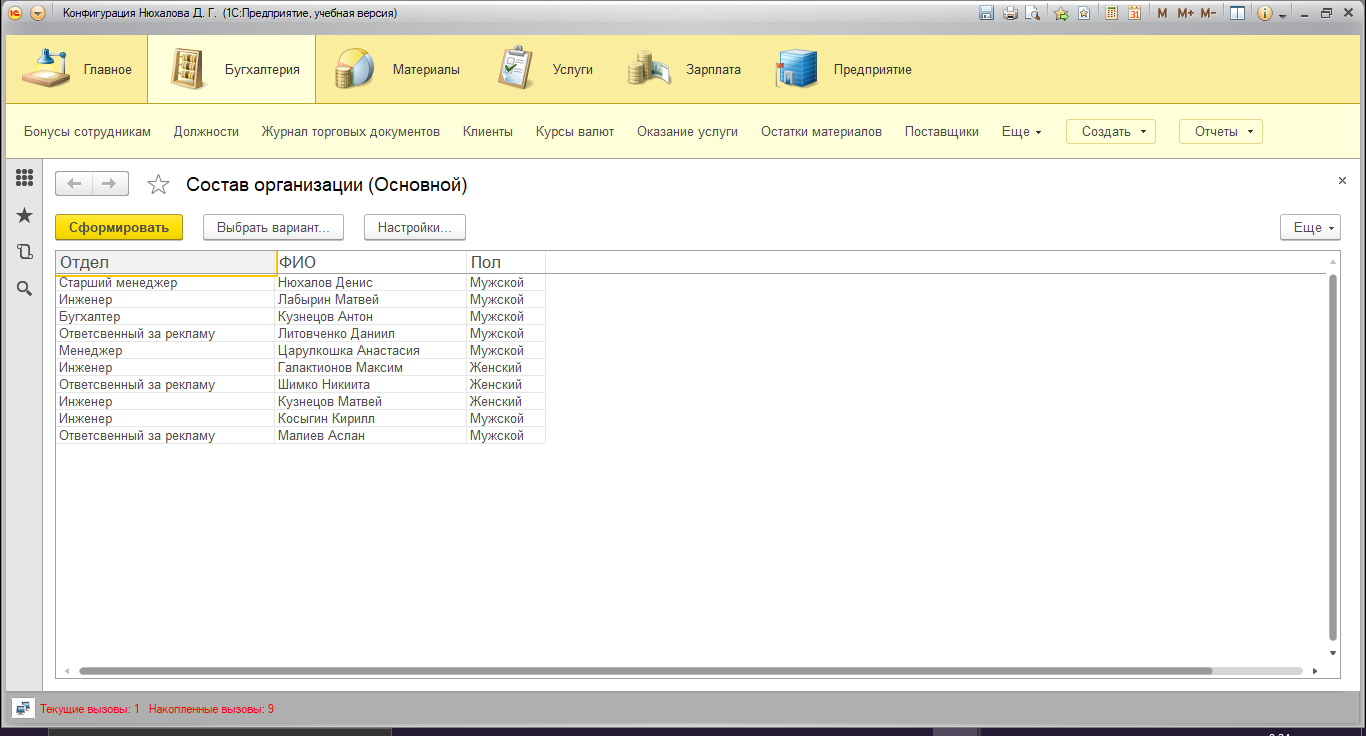 Конфигурация Нюхалова Д. Г. (1С:Предприятие, учебная версия) M M+ M-
Главное Бухгалтерия Материалы Услуги Зарплата Предприятие
Бонусы сотрудникам Должности Журнал торговых документов Клиенты Курсы валют Оказание услуги Остатки материалов Поставщики Еще Создать Отчеты
Состав организации (Основной)
Сформировать Выбрать вариант... Настройки... Еще
Отдел ФИО Пол
Старший менеджер Нюхалов Денис Мужской
Инженер Лабырин Матвей Мужской
Бугхалтер Кузнецов Антон Мужской
Ответсвенный за рекламу Литовченко Даниил Мужской
Менеджер Царулкошка Анастасия Мужской
Инженер Галактионов Максим Женский
Ответсвенный за рекламу Шимко Никиита Женский
Инженер Кузнецов Матвей Женский
Инженер Косыгин Кирилл Мужской
Ответсвенный за рекламу Малиев Аслан Мужской
Текущие вызовы: 1 Накопленные вызовы: 9